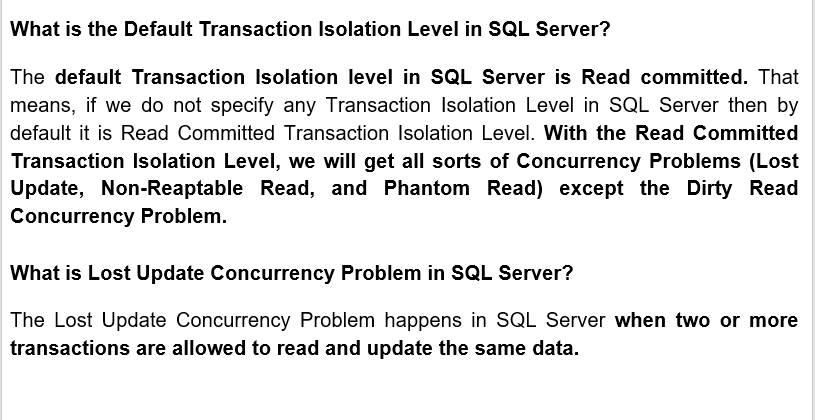 What is the Default Transaction Isolation Level in SQL Server?
The default Transaction Isolation level in SQL Server is Read committed. That
means, if we do not specify any Transaction Isolation Level in SQL Server then by
default it is Read Committed Transaction Isolation Level. With the Read Committed
Transaction Isolation Level, we will get all sorts of Concurrency Problems (Lost
Update, Non-Reaptable Read, and Phantom Read) except the Dirty Read
Concurrency Problem.
What is Lost Update Concurrency Problem in SQL Server?
The Lost Update Concurrency Problem happens in SQL Server when two or more
transactions are allowed to read and update the same data.